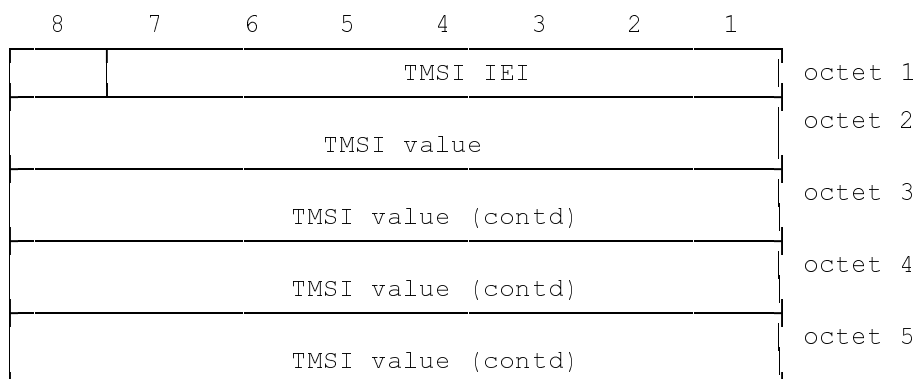 8 7 6 5 4 3 2 1
TMSI IEI octet 1
octet 2
TMSI value
octet 3
TMSI value (contd)
octet 4
TMSI value (contd)
octet 5
TMSI value (contd)